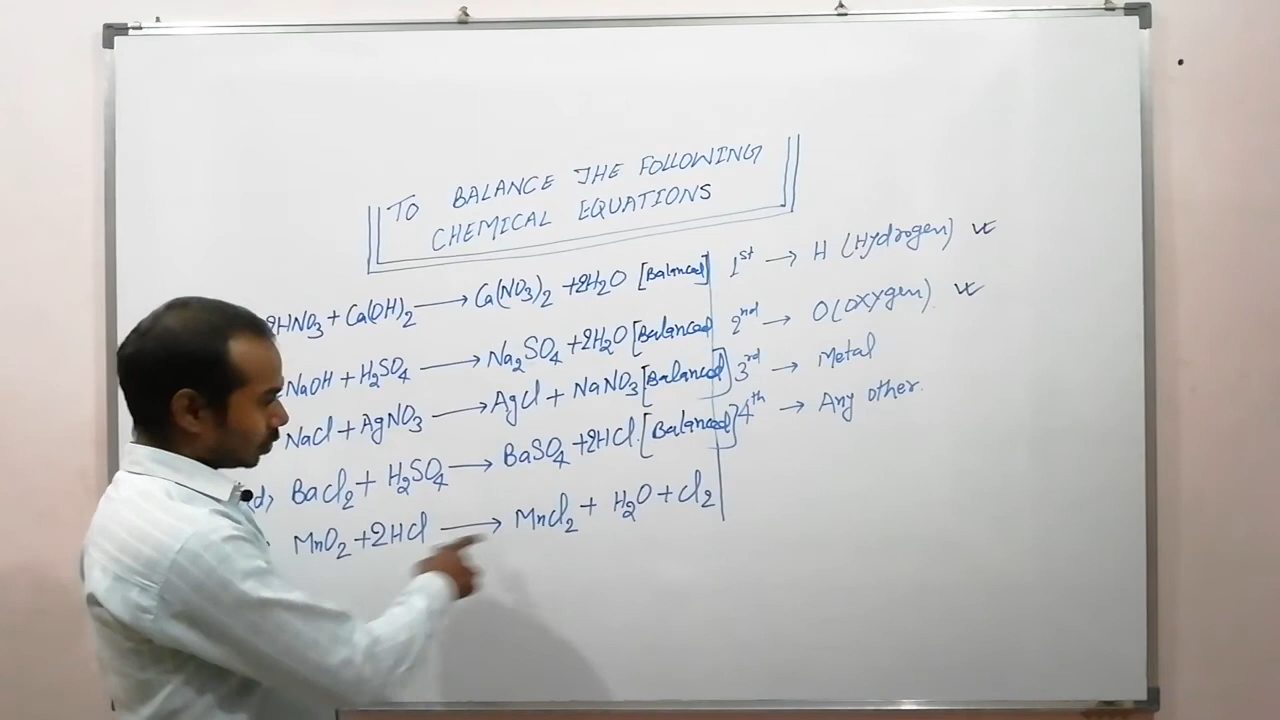 TO BALANCE THE FOLLOWING
CHEMICAL EQUATIONS
2HNO3 + Ca(OH)2 → Ca(NO3)2 + 2H2O [Balanced]
NaOH + H2SO4 → Na2SO4 + 2H2O [Balanced
NaCl + AgNO3 → AgCl + NaNO3 [Balanced]
d) BaCl2 + H2SO4 → BaSO4 + 2HCl. [Balanced]
MnO2 + 2HCl → MnCl2 + H2O + Cl2
1st → H (Hydrogen)
2nd → O (Oxygen).
3rd → Metal
4th → Any other.